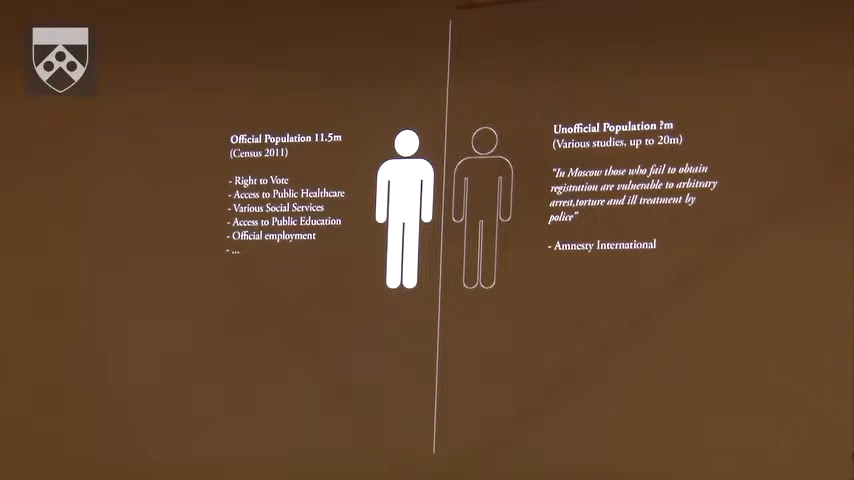 Official Population 11.5m
(Census 2011)
- Right to Vote
- Access to Public Healthcare
- Various Social Services
- Access to Public Education
- Official employment
- ...
Unofficial Population ?m
(Various studies, up to 20m)
"In Moscow those who fail to obtain
registration are vulnerable to arbitrary
arrest,torture and ill treatment by
police"
- Amnesty International